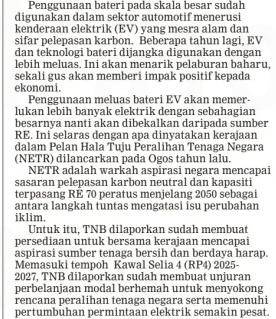 Penggunaan bateri pada skala besar sudah
digunakan dalam sektor automotif menerusi
kenderaan elektrik (EV) yang mesra alam dan
sifar pelepasan karbon. Beberapa tahun lagi, EV
dan teknologi bateri dijangka digunakan dengan
lebih meluas. Ini akan menarik pelaburan baharu,
sekali gus akan memberi impak positif kepada
ekonomi.
Penggunaan meluas bateri EV akan memer-
lukan lebih banyak elektrik dengan sebahagian
besarnya nanti akan dibekalkan daripada sumber
RE. Ini selaras dengan apa dinyatakan kerajaan
dalam Pelan Hala Tuju Peralihan Tenaga Negara
(NETR) dilancarkan pada Ogos tahun lalu.
NETR adalah warkah aspirasi negara mencapai
sasaran pelepasan karbon neutral dan kapasiti
terpasang RE 70 peratus menjelang 2050 sebagai
antara langkah tuntas mengatasi isu perubahan
iklim.
Untuk itu, TNB dilaporkan sudah membuat
persediaan untuk bersama kerajaan mencapai
aspirasi sumber tenaga bersih dan berdaya harap.
Memasuki tempoh Kawal Selia 4 (RP4) 2025-
2027, TNB dilaporkan sudah membuat unjuran
perbelanjaan modal berhemah untuk menyokong
rencana peralihan tenaga negara serta memenuhi
pertumbuhan permintaan elektrik semakin pesat.